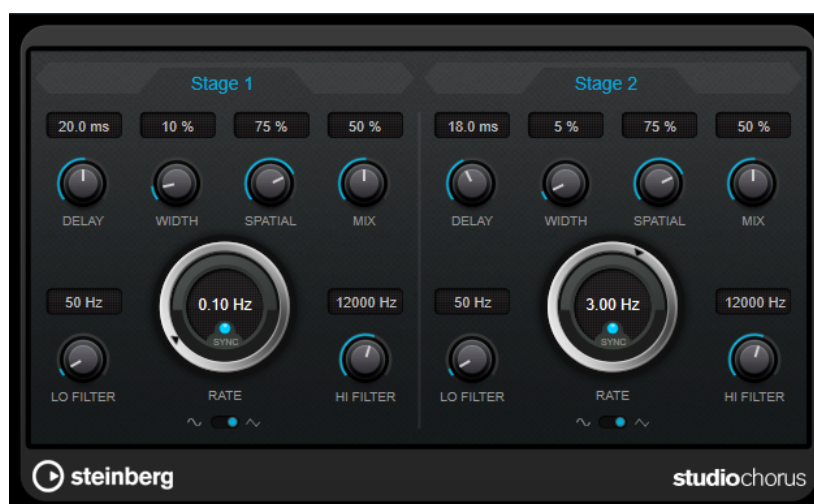 Stage 1
20.0 ms 10 % 75 % 50 %
DELAY WIDTH SPATIAL MIX
50 Hz 0.10 Hz 12000 Hz
SYNC
LO FILTER RATE HI FILTER
Stage 2
18.0 ms 5 % 75 % 50 %
DELAY WIDTH SPATIAL MIX
50 Hz 3.00 Hz 12000 Hz
SYNC
LO FILTER RATE HI FILTER
steinberg
studiochorus